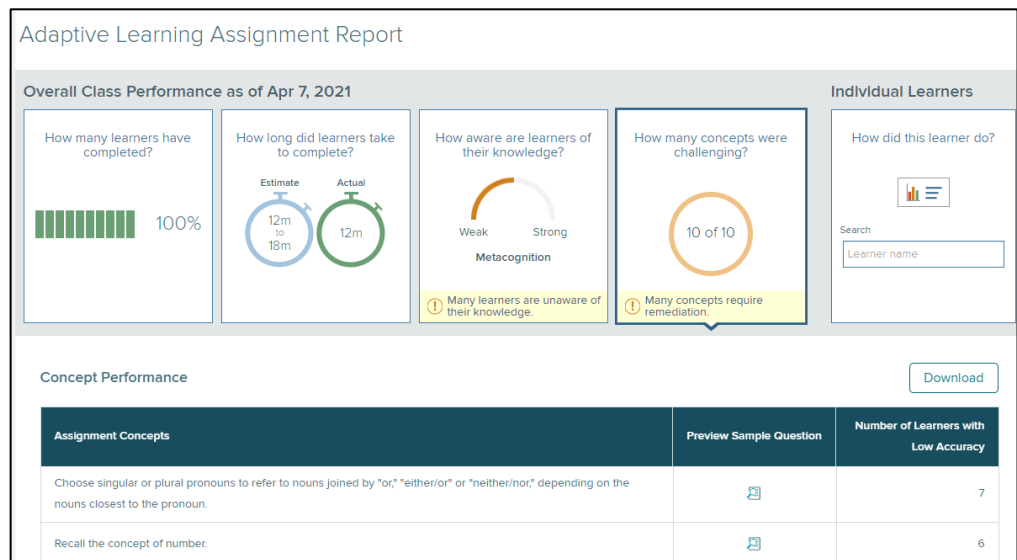 Adaptive Learning Assignment Report
Overall Class Performance as of Apr 7, 2021
Individual Learners
How many learners have
completed?
100%
How long did learners take
to complete?
Estimate
Actual
12m
to
18m
12m
How aware are learners of
their knowledge?
Weak
Strong
Metacognition
Many learners are unaware of
their knowledge.
How many concepts were
challenging?
10 of 10
Many concepts require
remediation.
How did this learner do?
Search
Learner name
Concept Performance
Download
Assignment Concepts
Preview Sample Question
Number of Learners with
Low Accuracy
Choose singular or plural pronouns to refer to nouns joined by "or," "either/or" or "neither/nor," depending on the
nouns closest to the pronoun.
7
Recall the concept of number.
6